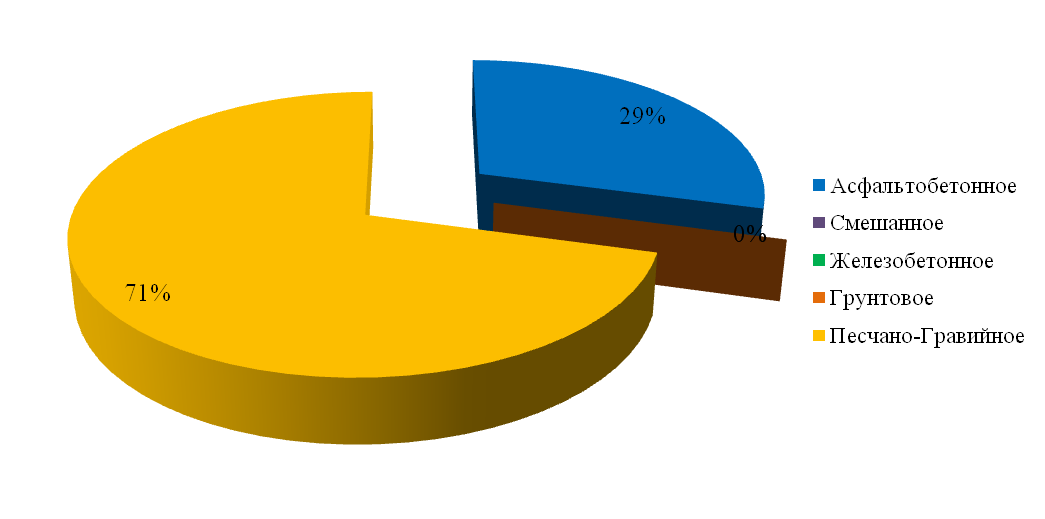 29%
0%
71%
Асфальтобетонное
Смешанное
Железобетонное
Грунтовое
Песчано-Гравийное